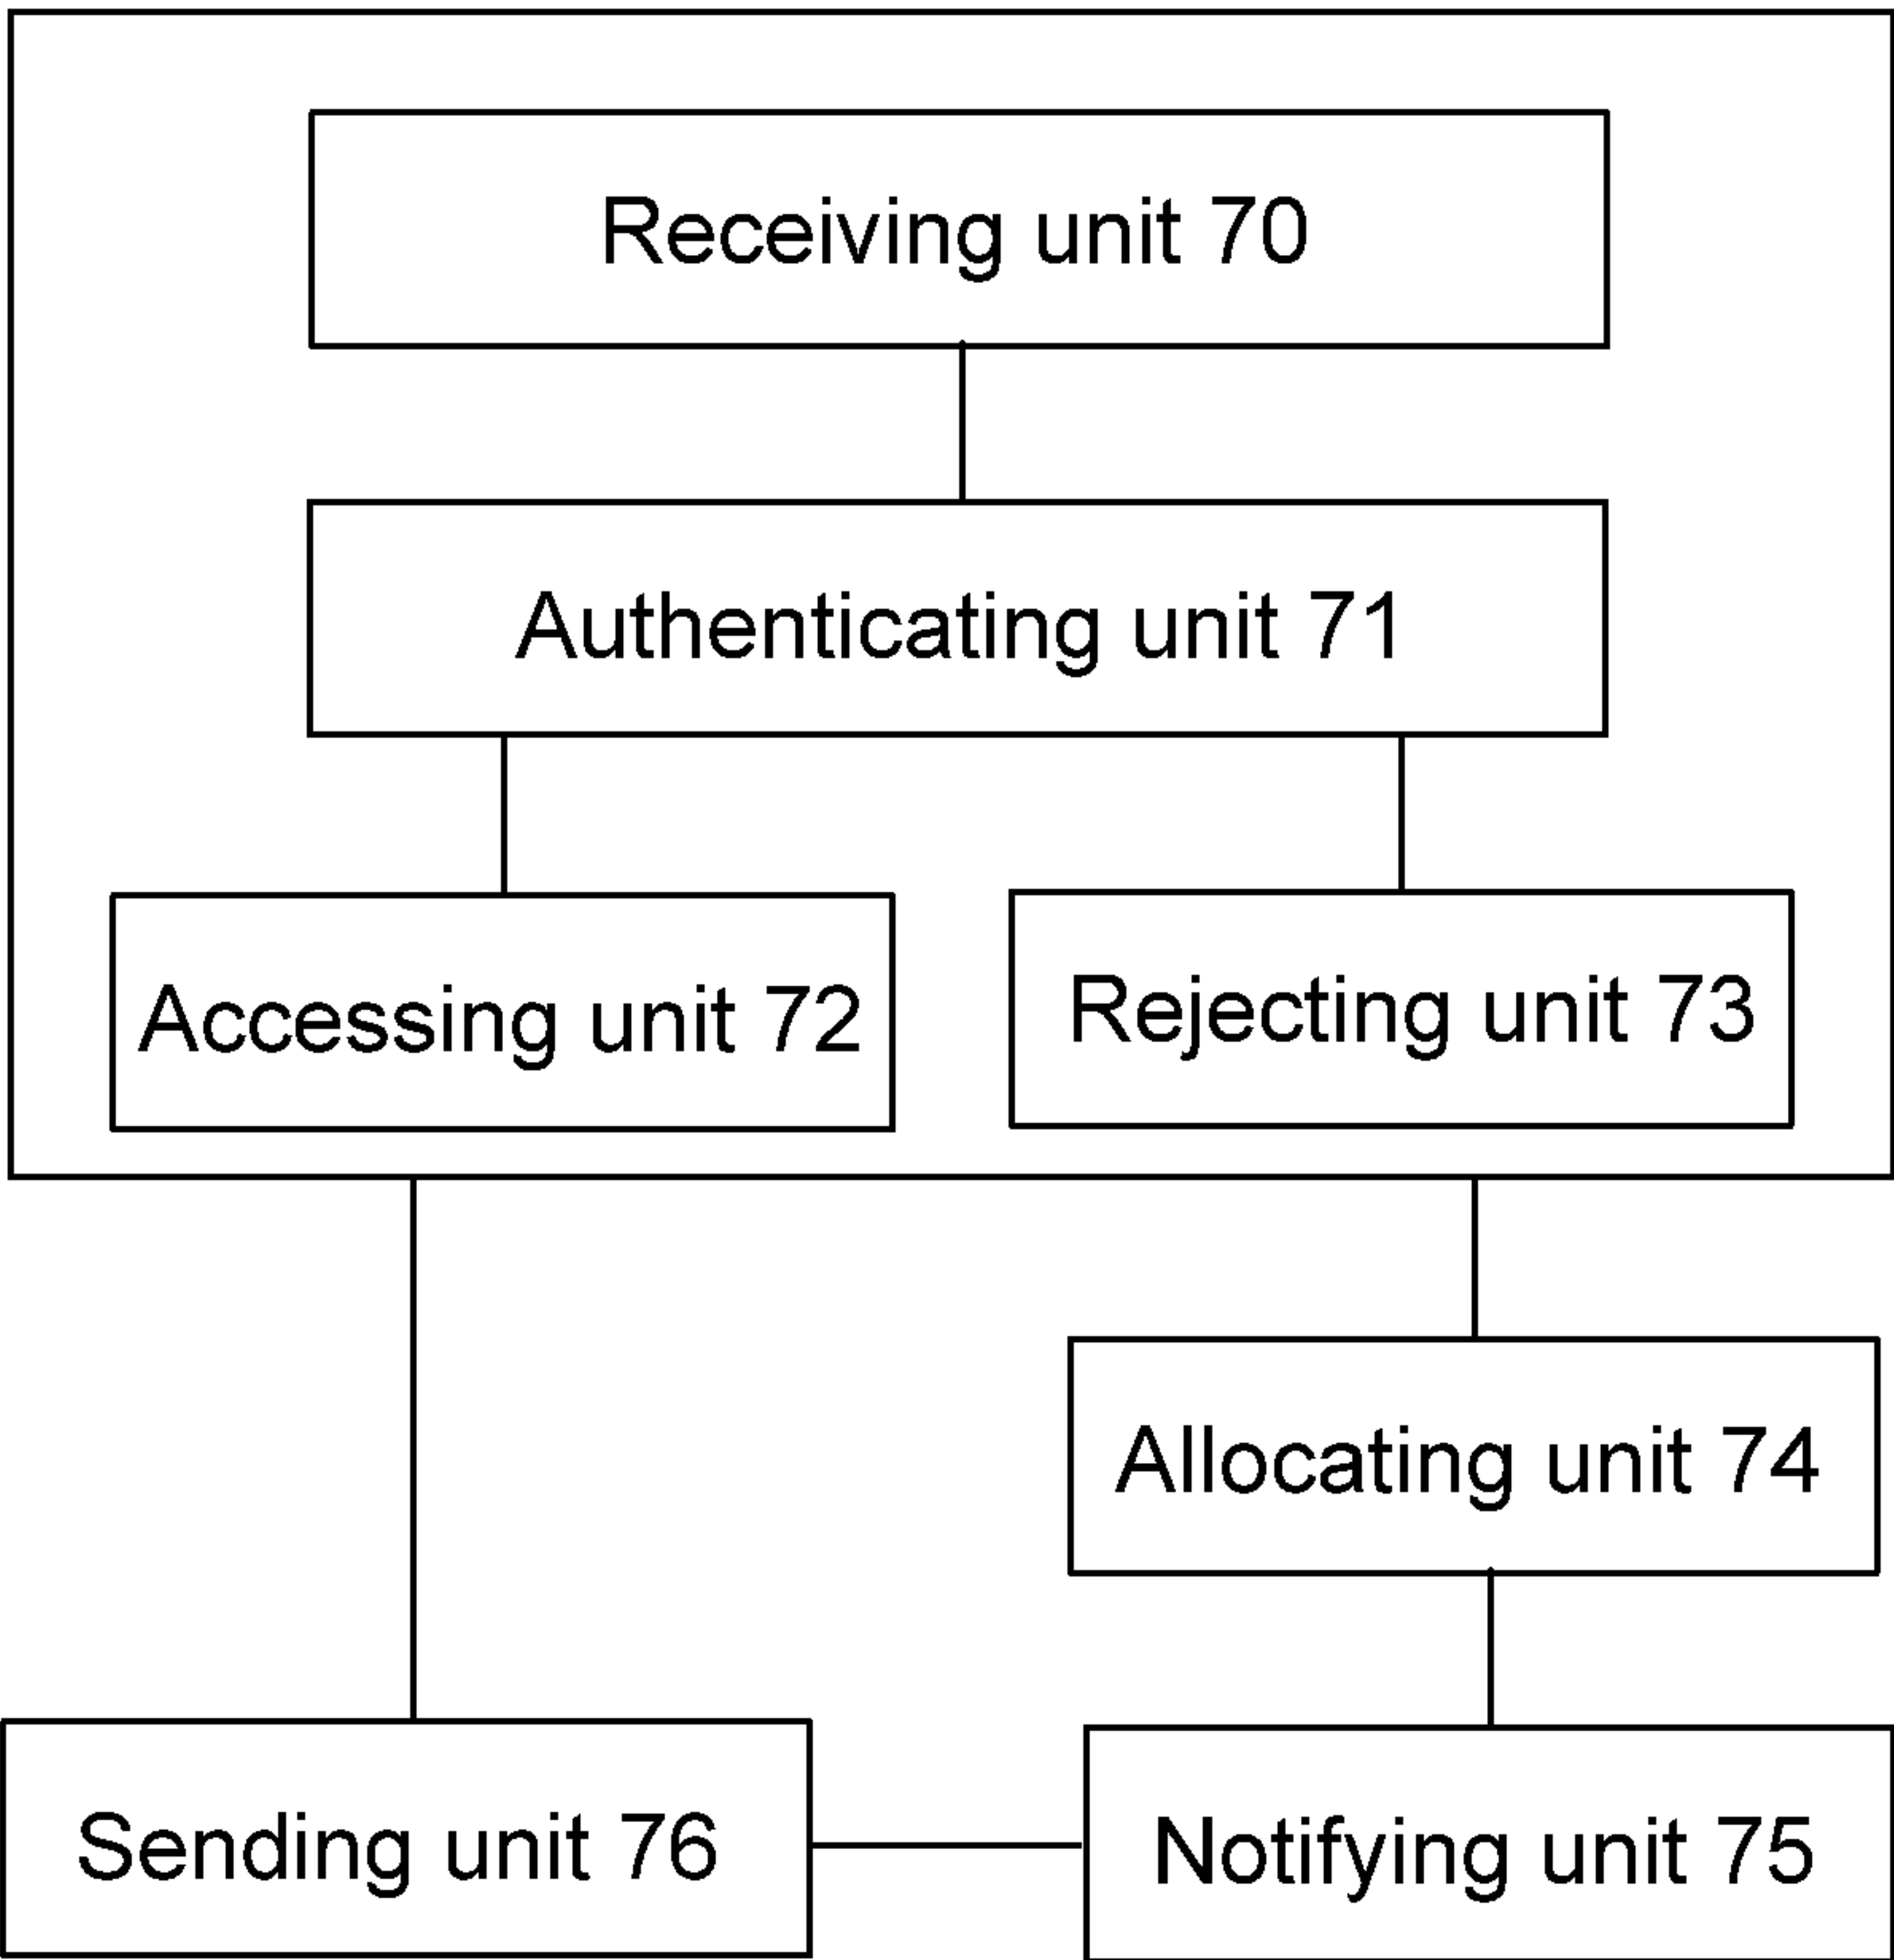 Receiving unit 70
Authenticating unit 71
Accessing unit 72
Rejecting unit 73
Allocating unit 74
Sending unit 76
Notifying unit 75